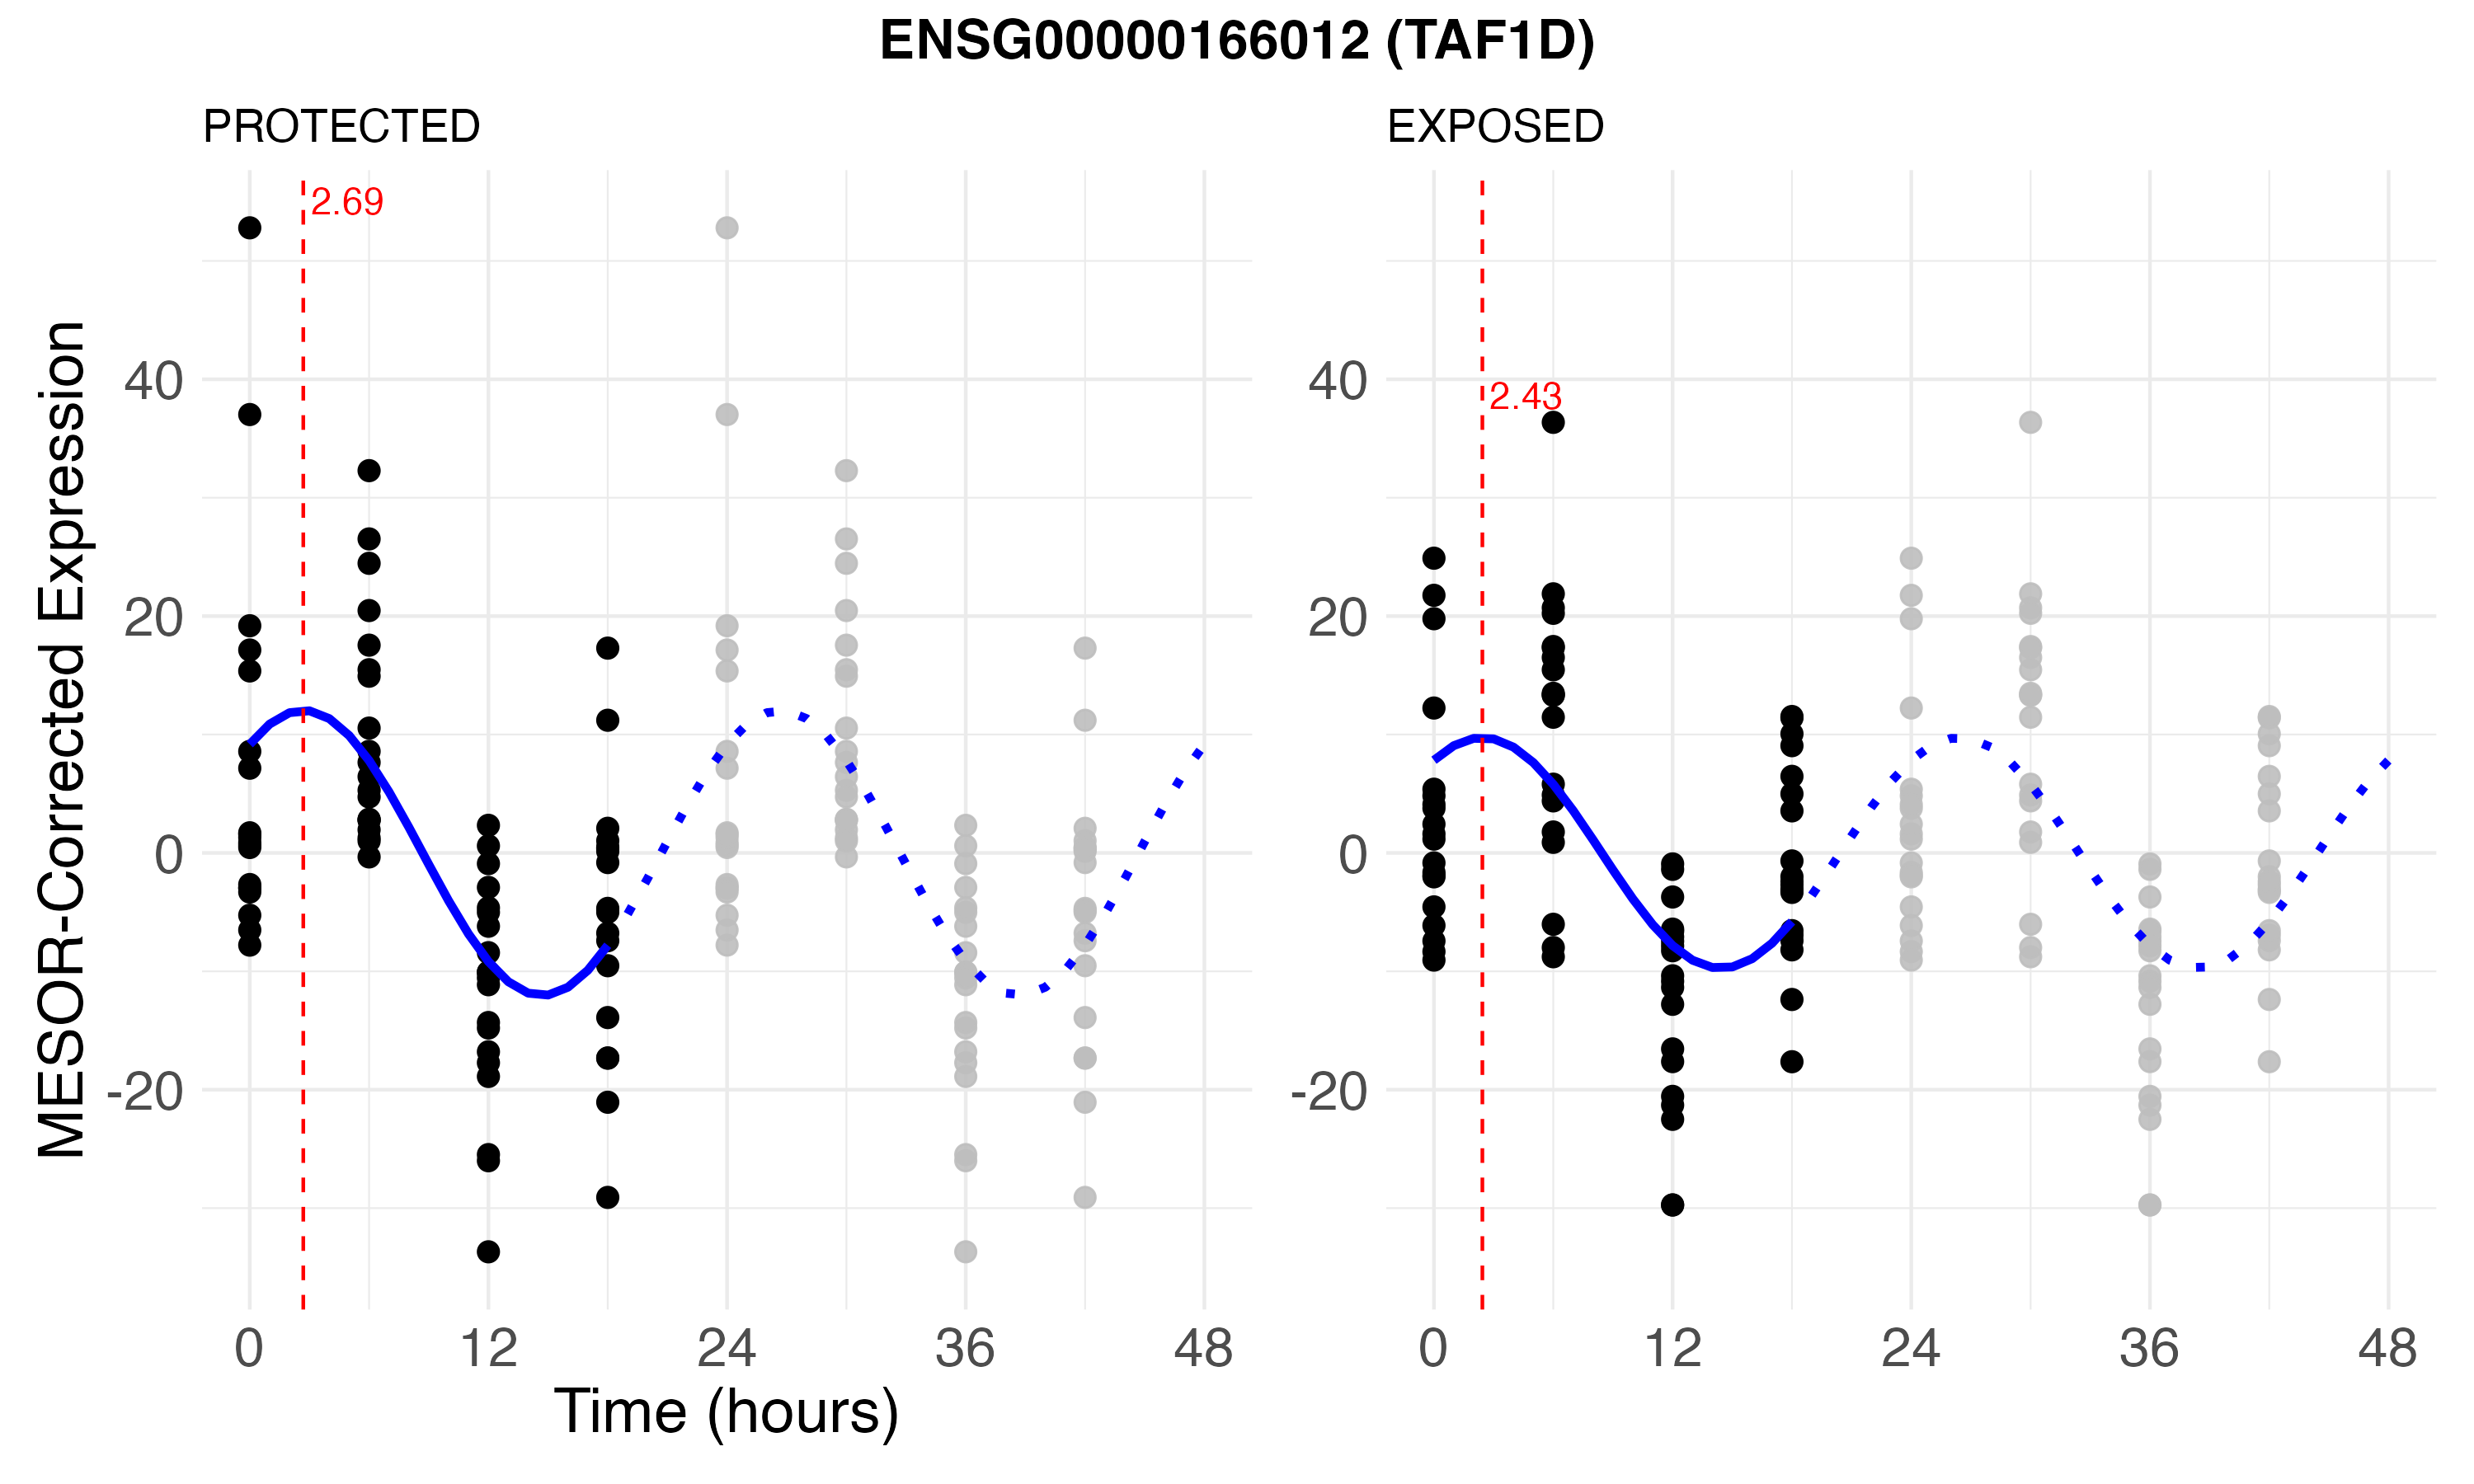 ENSG00000166012 (TAF1D)
PROTECTED
EXPOSED
MESOR-Corrected Expression
2.69
2.43
40
20
0
-20
40
20
0
-20
0 12 24 36 48
0 12 24 36 48
Time (hours)